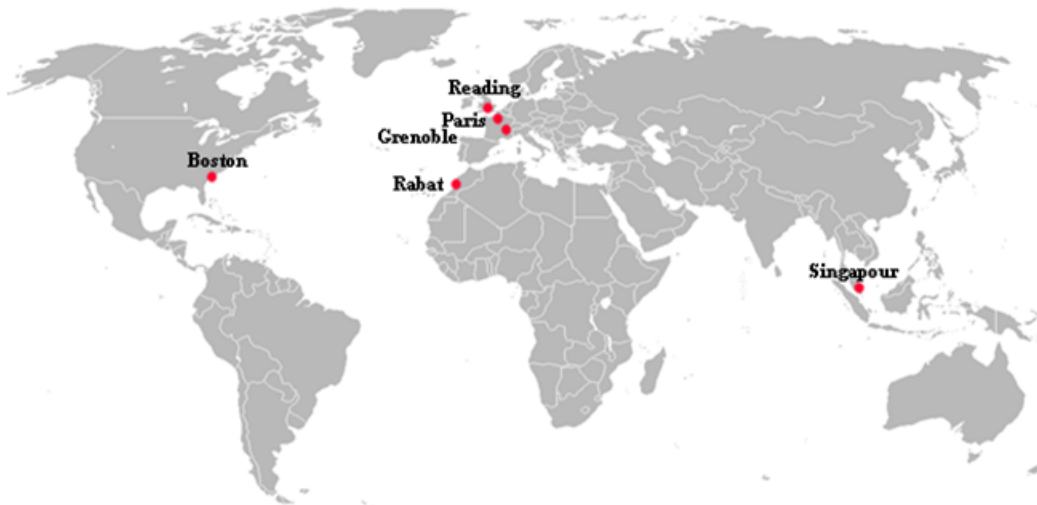 Reading
Paris
Grenoble
Boston
Rabat
Singapour